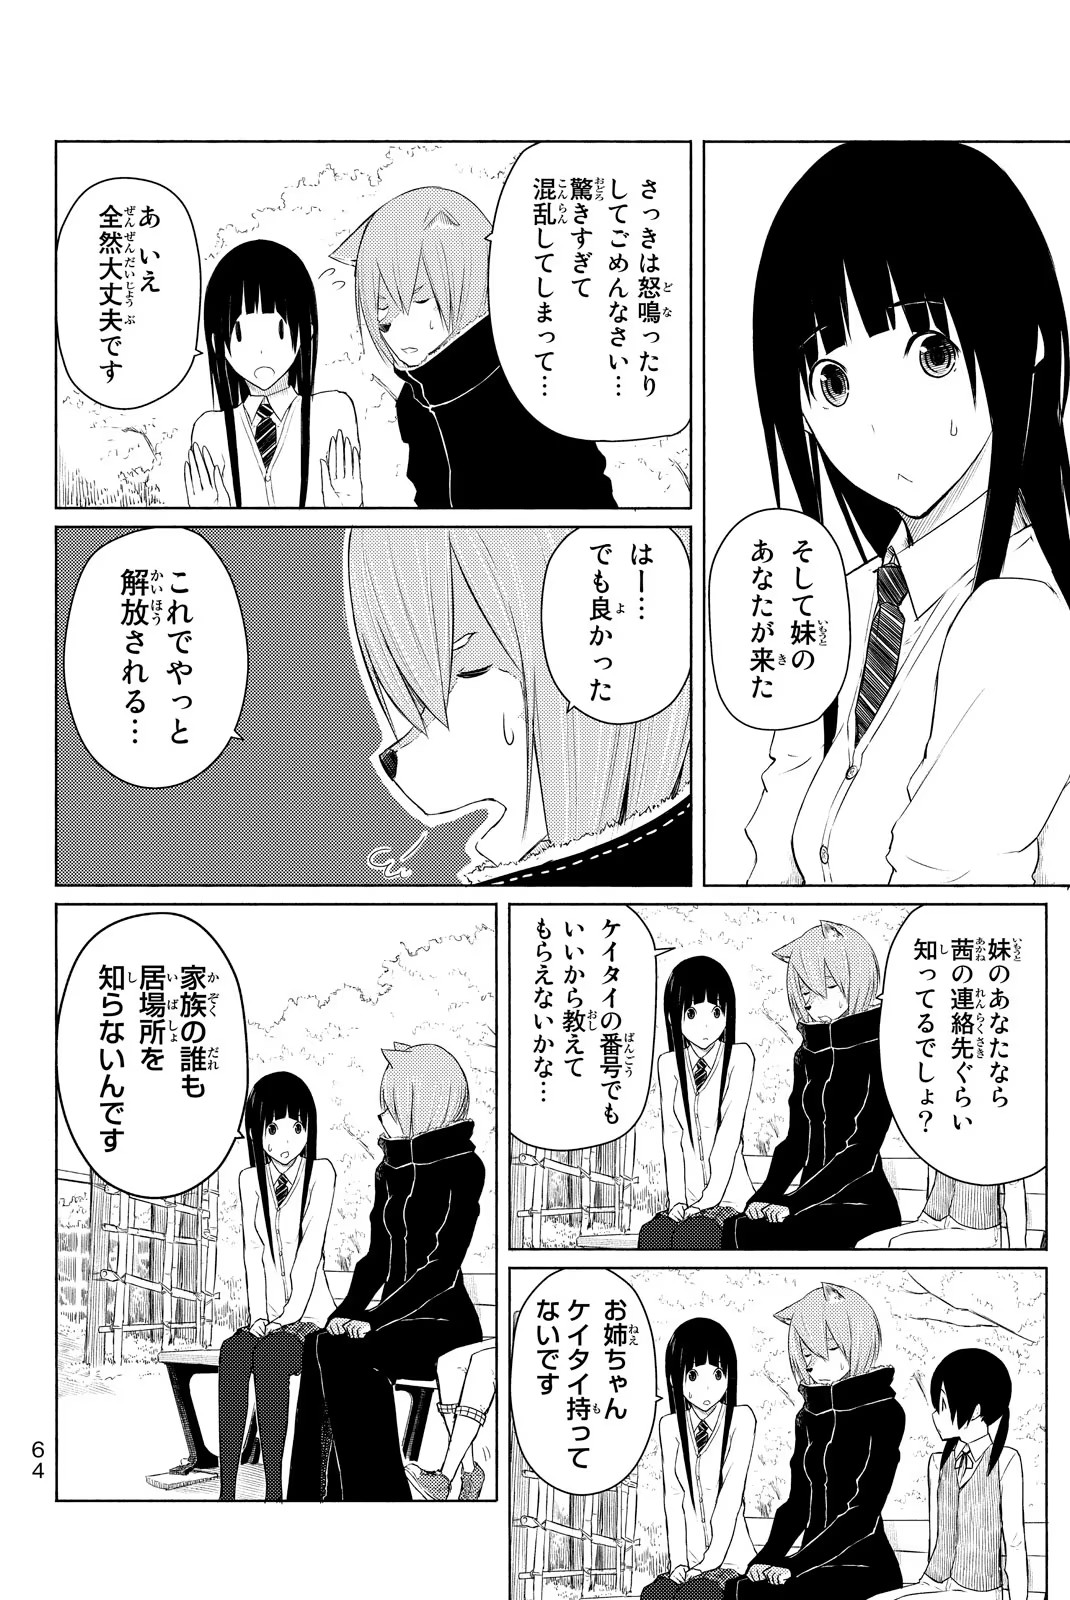 そして妹の
あなたが来た
さっきは怒鳴ったり
してごめんなさい…
驚きすぎて
混乱してしまって…
あ いえ
全然大丈夫です
はー…
でも良かった
これでやっと
解放される…
妹のあなたなら
茜の連絡先ぐらい
知ってるでしょ？
ケイタイの番号でも
いいから教えて
もらえないかな…
お姉ちゃん
ケイタイ持って
ないです
家族の誰も
居場所を
知らないんです
64